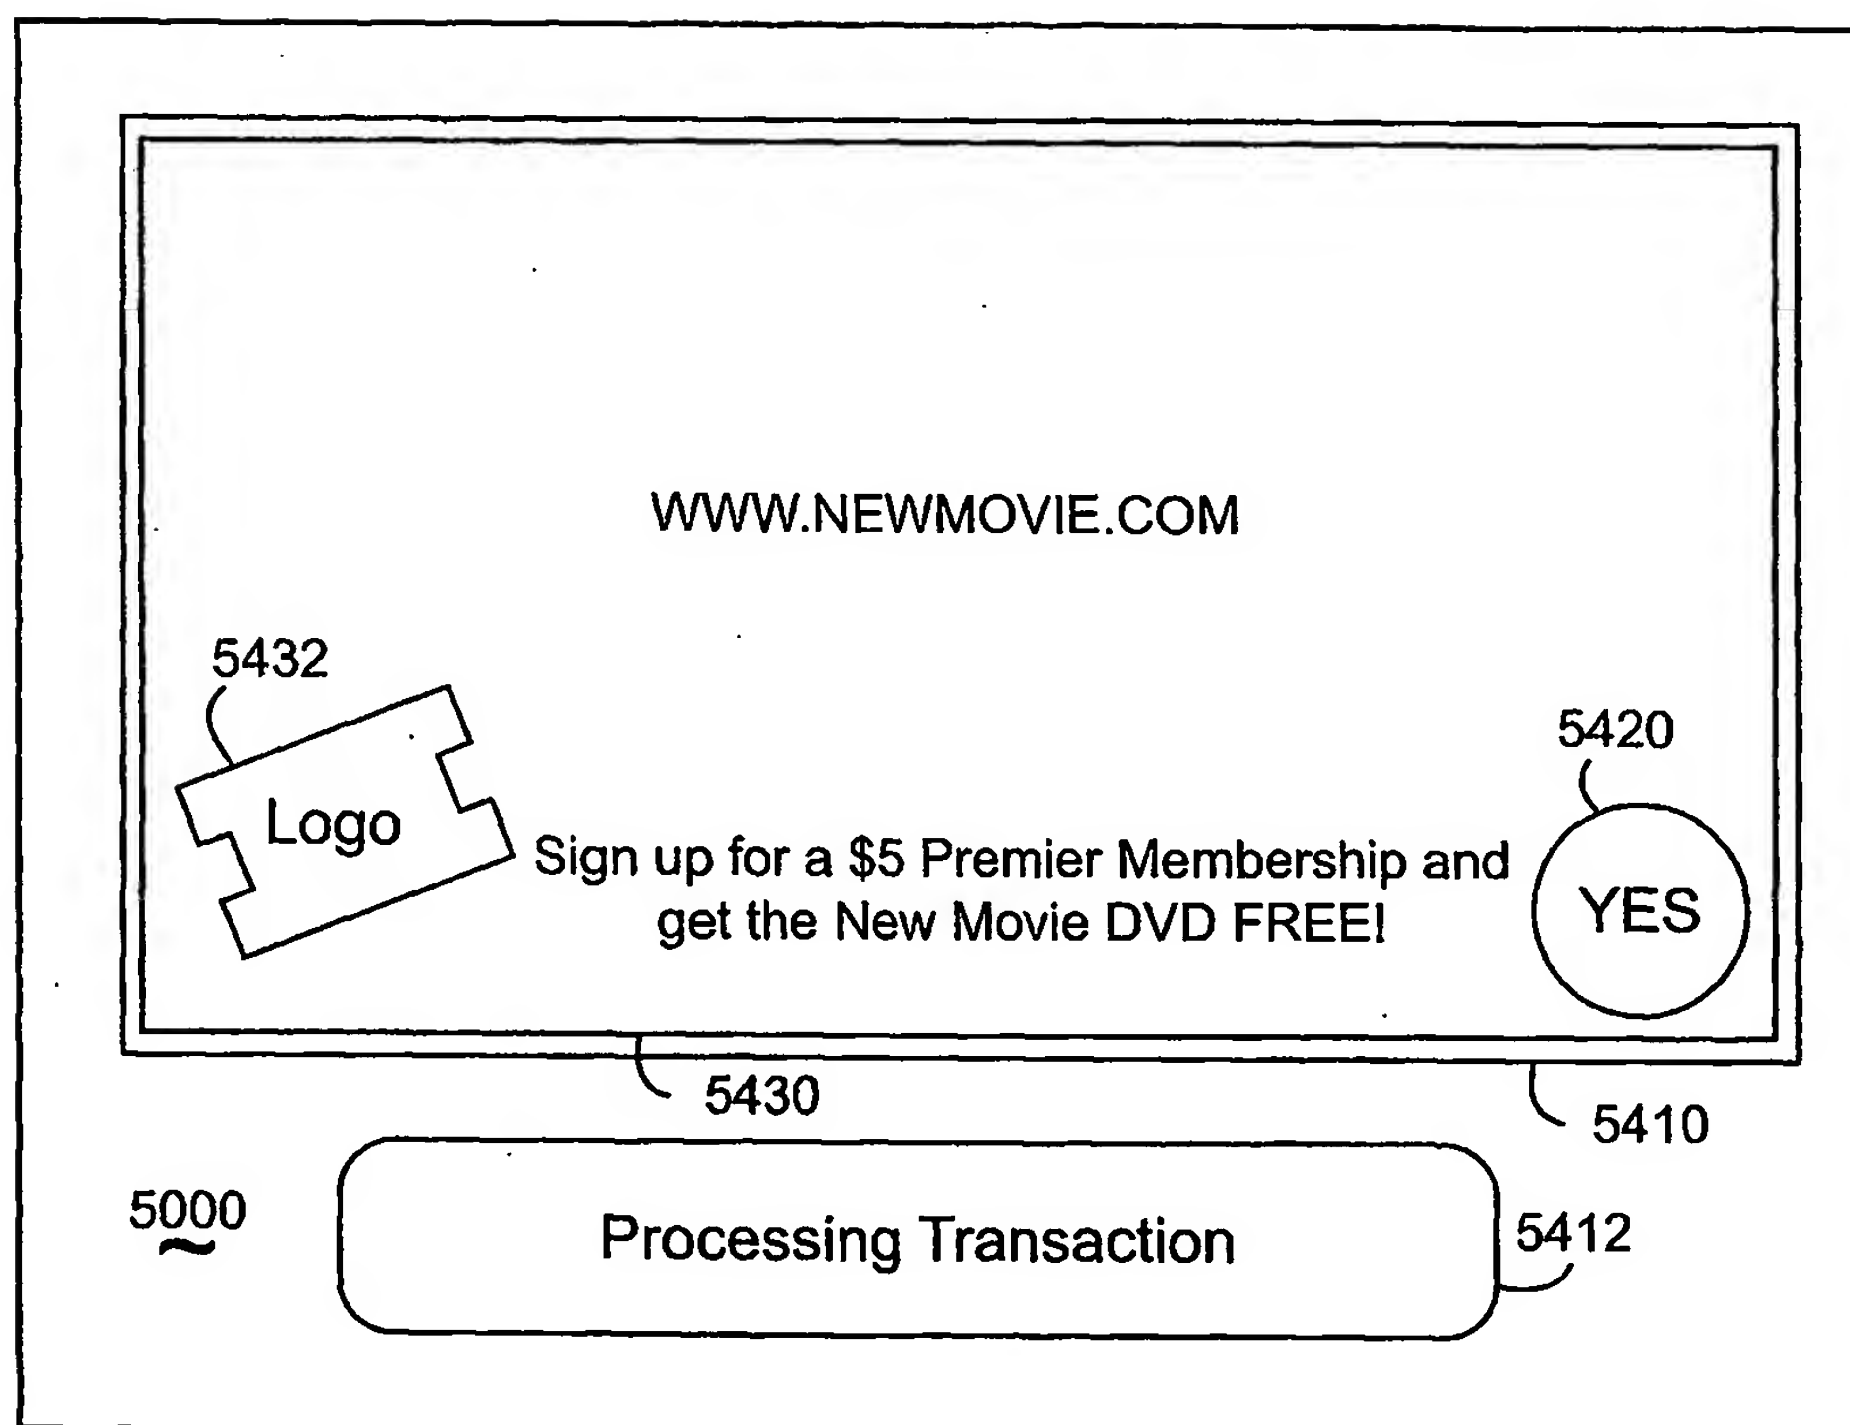 WWW.NEWMOVIE.COM
5432
5420
Logo
Sign up for a $5 Premier Membership and
get the New Movie DVD FREE!
YES
5430
5410
5000
Processing Transaction
5412